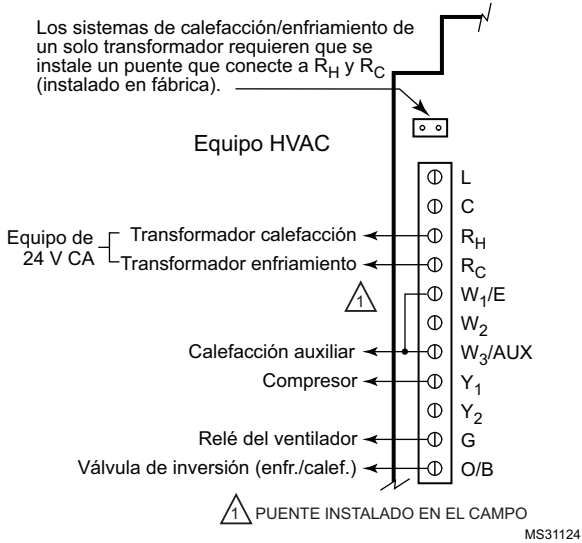 Los sistemas de calefacción/enfriamiento de
un solo transformador requieren que se
instale un puente que conecte a RH y RC
(instalado en fábrica).
Equipo HVAC
L
C
Equipo de
24 V CA
Transformador calefacción
RH
Transformador enfriamiento
RC
1
W1/E
W2
Calefacción auxiliar
W3/AUX
Compresor
Y1
Y2
Relé del ventilador
G
Válvula de inversión (enfr./calef.)
O/B
1 PUENTE INSTALADO EN EL CAMPO
MS31124